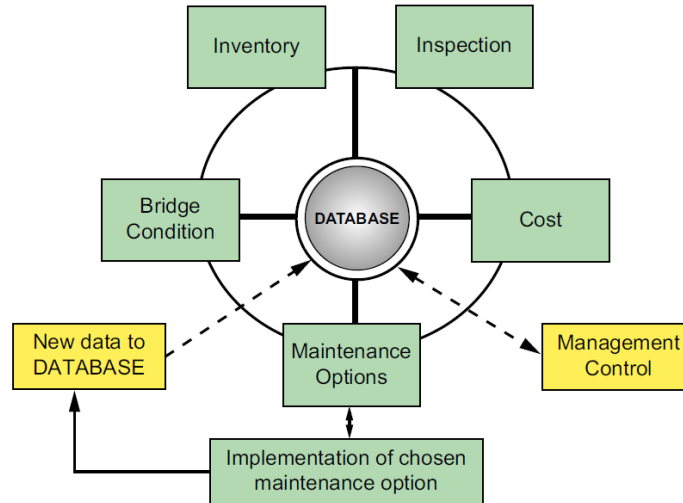 Inventory
Inspection
Bridge
Condition
DATABASE
Cost
New data to
DATABASE
Maintenance
Options
Management
Control
Implementation of chosen
maintenance option